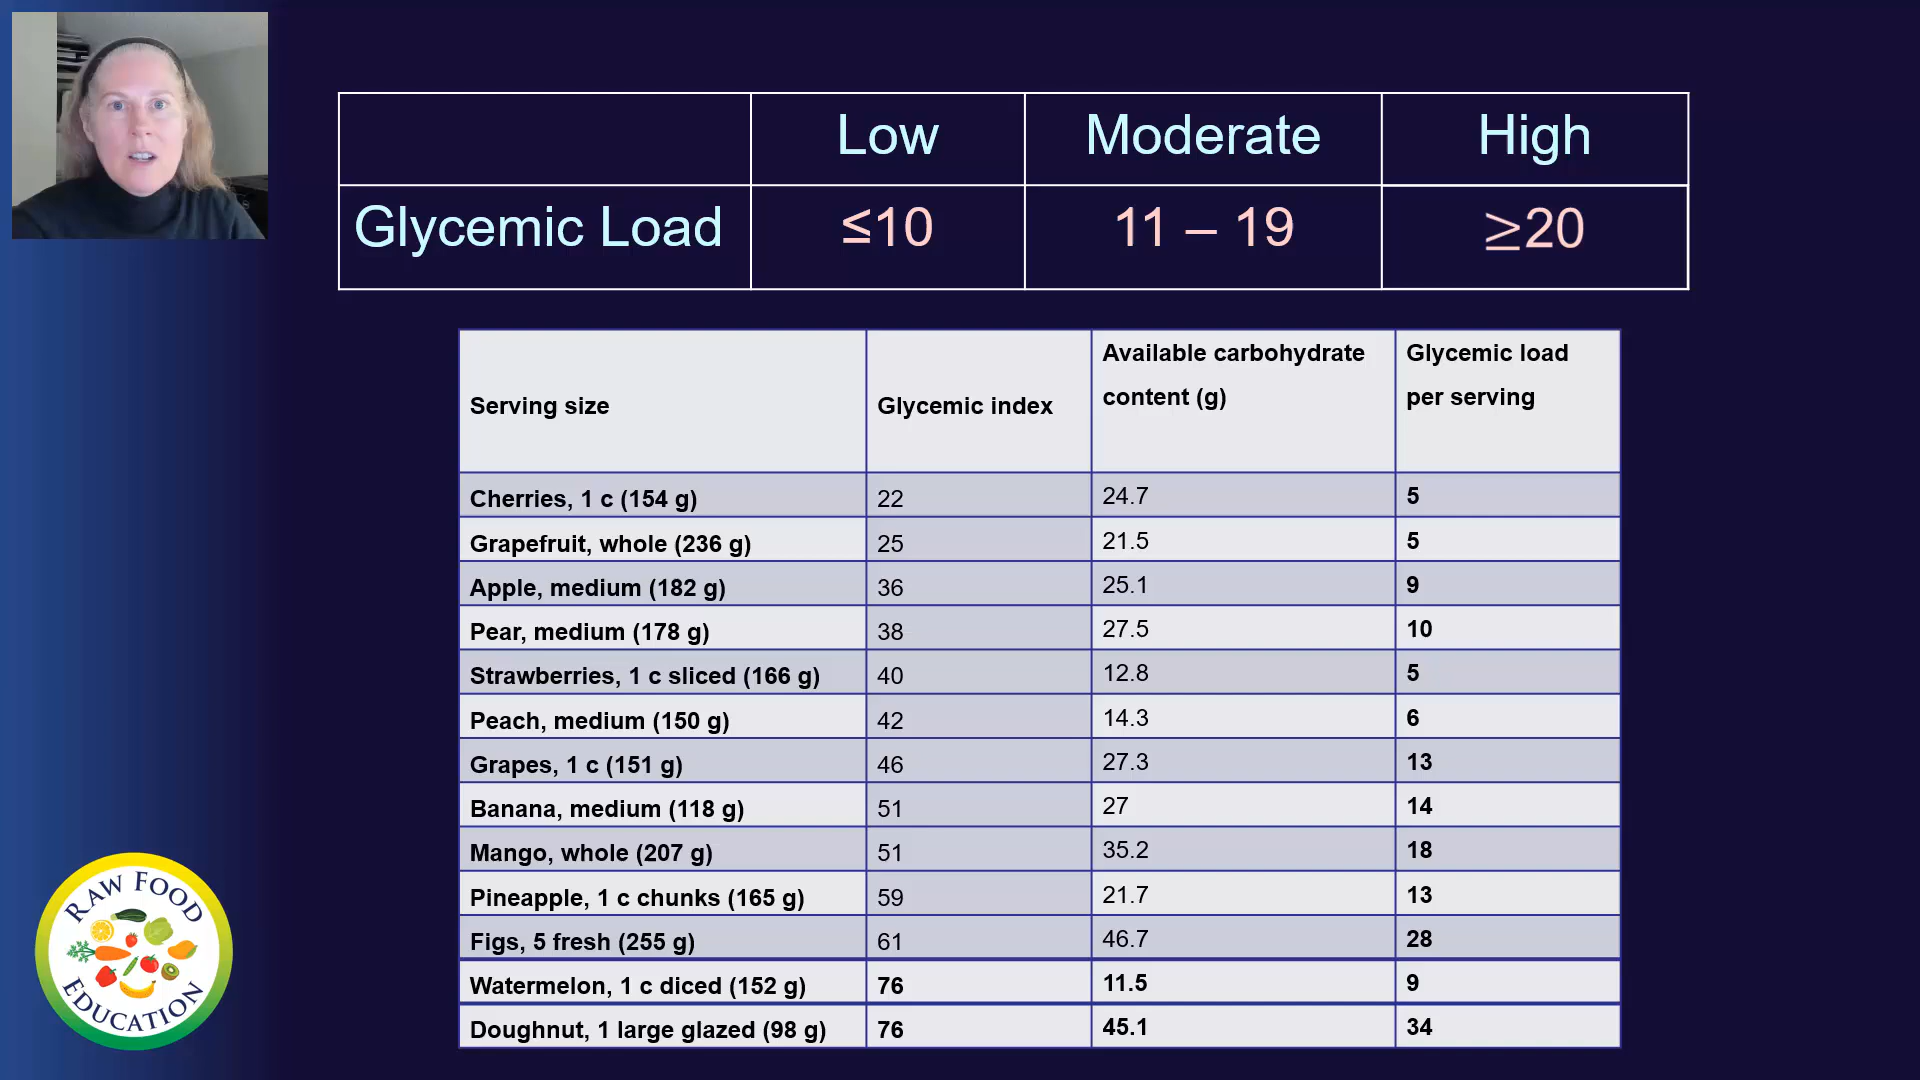 Low Moderate High
Glycemic Load ≤10 11 – 19 ≥20
Serving size Glycemic index Available carbohydrate content (g) Glycemic load per serving
Cherries, 1 c (154 g) 22 24.7 5
Grapefruit, whole (236 g) 25 21.5 5
Apple, medium (182 g) 36 25.1 9
Pear, medium (178 g) 38 27.5 10
Strawberries, 1 c sliced (166 g) 40 12.8 5
Peach, medium (150 g) 42 14.3 6
Grapes, 1 c (151 g) 46 27.3 13
Banana, medium (118 g) 51 27 14
Mango, whole (207 g) 51 35.2 18
Pineapple, 1 c chunks (165 g) 59 21.7 13
Figs, 5 fresh (255 g) 61 46.7 28
Watermelon, 1 c diced (152 g) 76 11.5 9
Doughnut, 1 large glazed (98 g) 76 45.1 34
RAW FOOD
EDUCATION